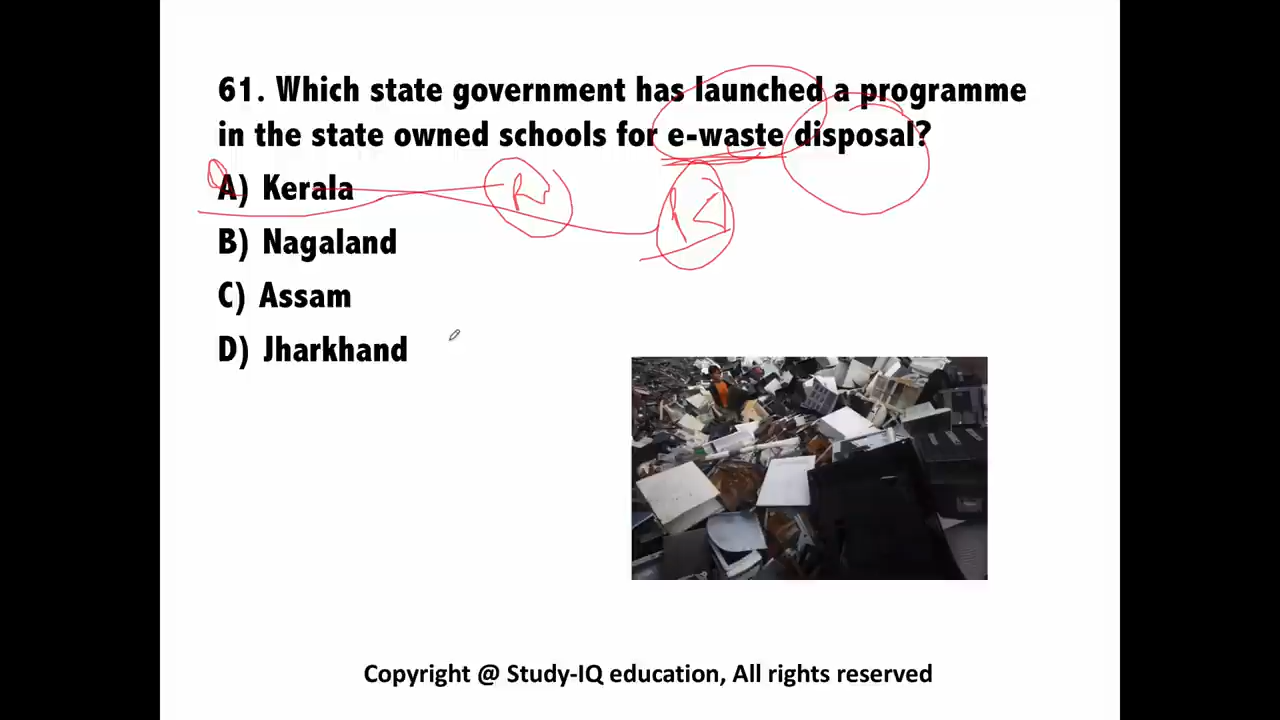 61. Which state government has launched a programme
in the state owned schools for e-waste disposal?
A) Kerala
B) Nagaland
C) Assam
D) Jharkhand
Copyright @ Study-IQ education, All rights reserved